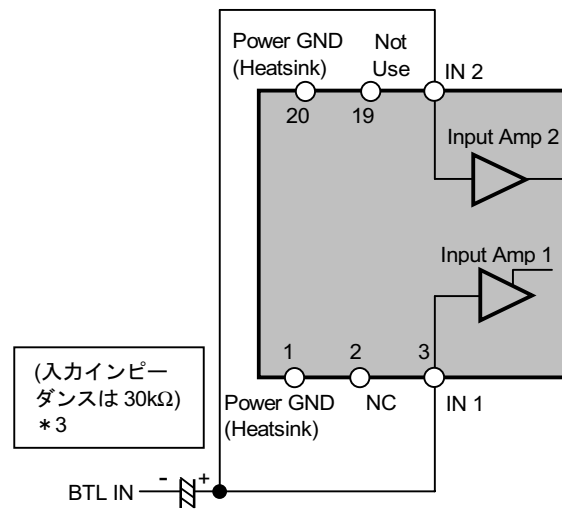 Power GND
(Heatsink)
Not
Use
IN 2
20
19
Input Amp 2
Input Amp 1
1
2
3
Power GND
(Heatsink)
NC
IN 1
(入力インピー
ダンスは 30kΩ)
*3
BTL IN
- +